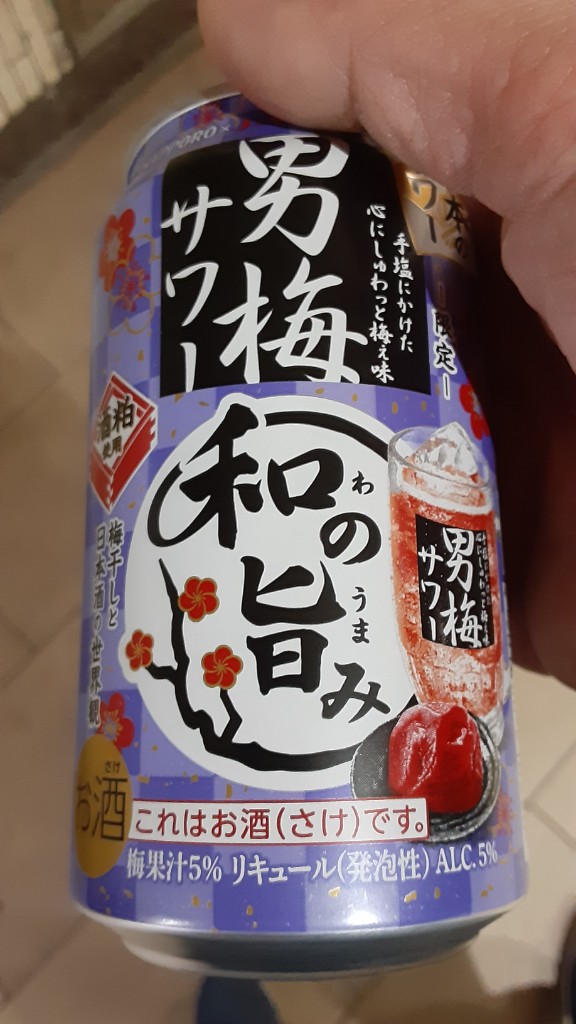 SAPPORO
男梅
サワー
手塩にかけた
心にしゅわっと梅ぇ味
限定
酒粕
使用
和の旨み
わ
うま
梅干しと
日本酒の世界観
男梅
サワー
さけ
お酒
これはお酒(さけ)です。
梅果汁5% リキュール(発泡性) ALC.5%